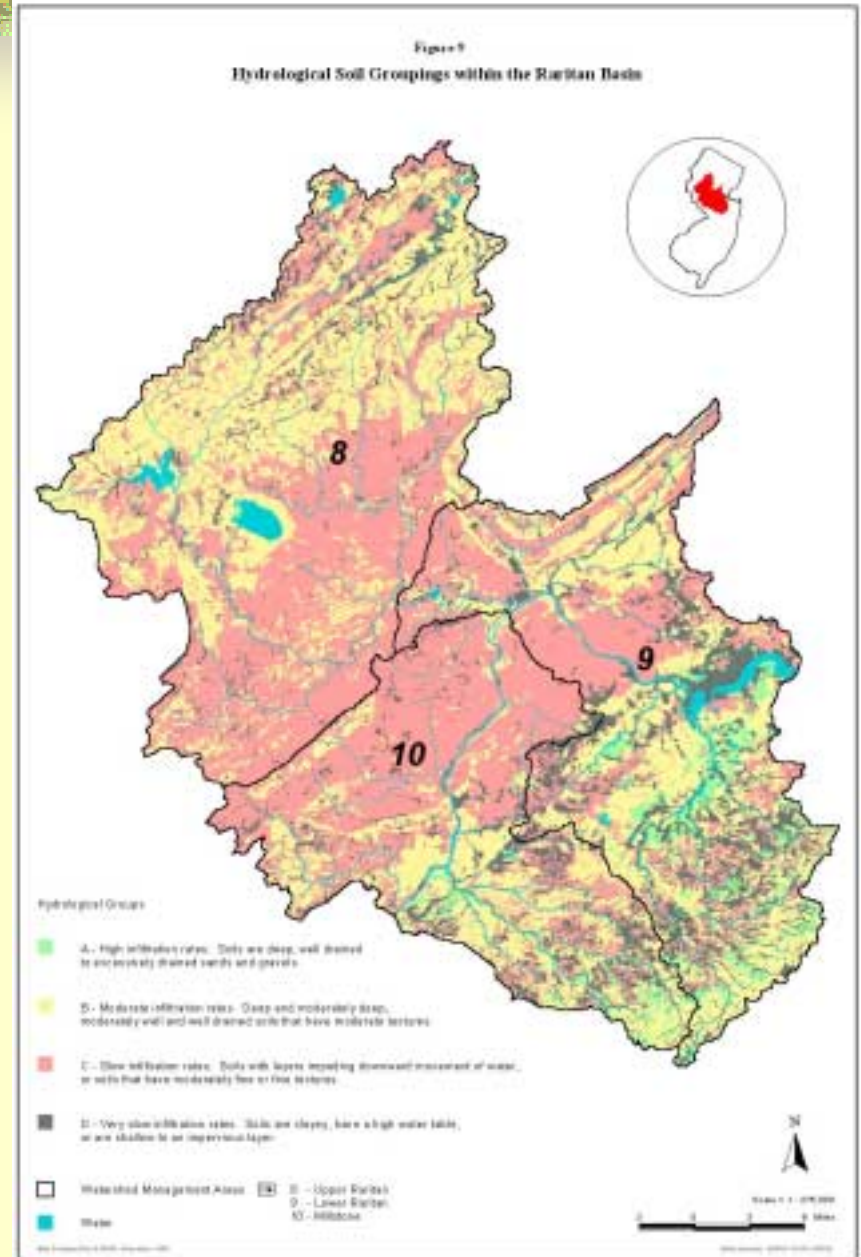 Figure 9
Hydrological Soil Groupings within the Raritan Basin
8
9
10
Hydrological Groups
A - High infiltration rates. Soils are deep, well drained
to excessively drained sands and gravels.
B - Moderate infiltration rates. Deep and moderately deep,
moderately well and well drained soils that have moderate textures.
C - Slow infiltration rates. Soils with layers impeding downward movement of water,
or soils that have moderately fine or fine textures.
D - Very slow infiltration rates. Soils are clayey, have a high water table,
or are shallow to an impervious layer.
Watershed Management Areas
8 - Upper Raritan
9 - Lower Raritan
10 - Millstone
Water
N
Miles